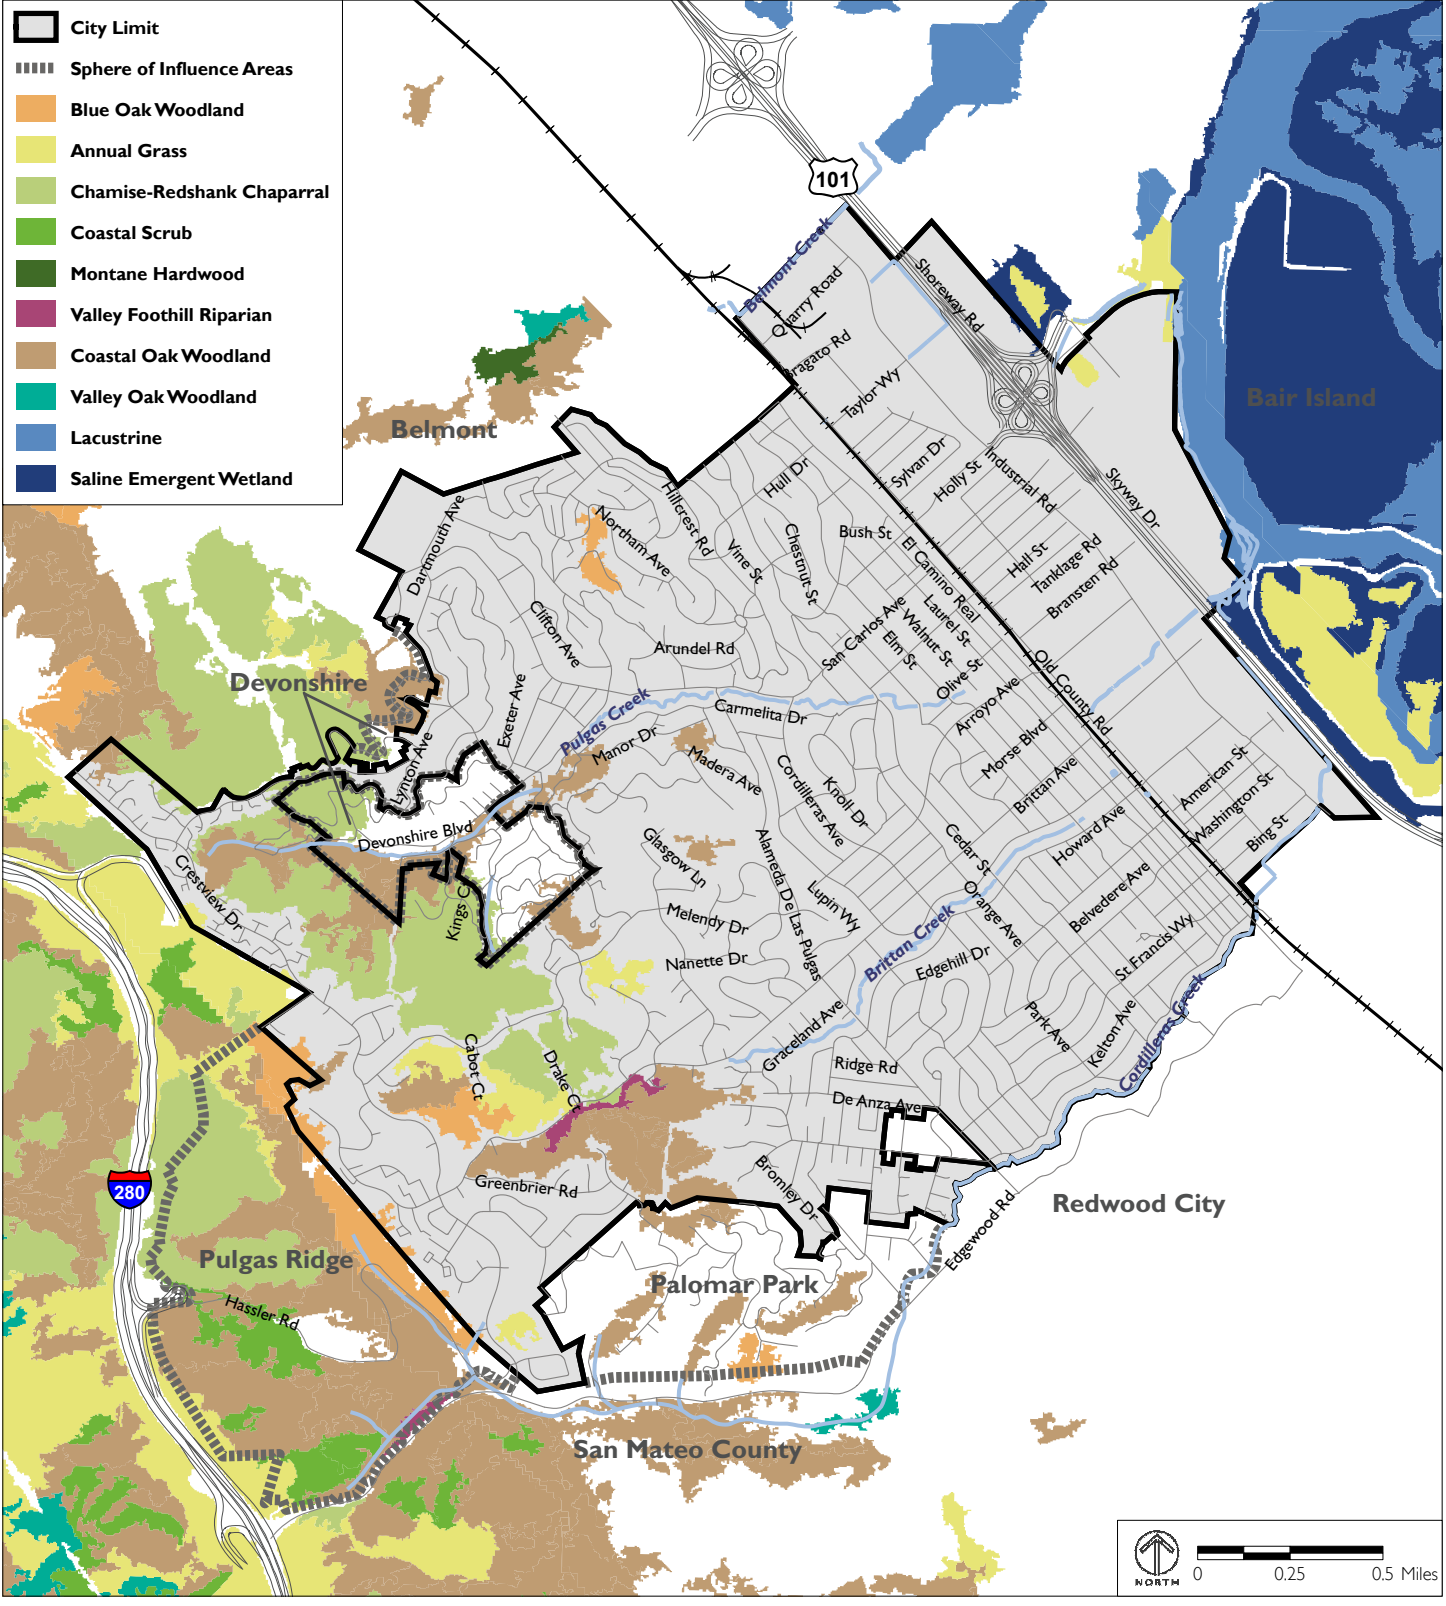 City Limit
Sphere of Influence Areas
Blue Oak Woodland
Annual Grass
Chamise-Redshank Chaparral
Coastal Scrub
Montane Hardwood
Valley Foothill Riparian
Coastal Oak Woodland
Valley Oak Woodland
Lacustrine
Saline Emergent Wetland
101
Belmont Creek
Quarry Road
Bragato Rd
Shoreway Rd
Taylor Wy
Bair Island
Belmont
Sylvan Dr
Holly St
Industrial Rd
Skyway Dr
Hull Dr
Hillcrest Rd
Dartmouth Ave
Northam Ave
Vine St
Chestnut St
Bush St
El Camino Real
Hall St
Tanklage Rd
Bransten Rd
Clifton Ave
Arundel Rd
San Carlos Ave
Laurel St
Walnut St
Elm St
Olive St
Devonshire
Exeter Ave
Pulgas Creek
Carmelita Dr
Arroyo Ave
Old County Rd
Manor Dr
Madera Ave
Morse Blvd
Brittan Ave
Lynton Ave
Cordilleras Ave
Knoll Dr
American St
Washington St
Bing St
Devonshire Blvd
Glasgow Ln
Alameda De Las Pulgas
Cedar St
Howard Ave
Crestview Dr
Kings C
Melendy Dr
Lupin Wy
Orange Ave
Belvedere Ave
Nanette Dr
Brittan Creek
Edgehill Dr
St Francis Wy
Cabot Ct
Drake Ct
Graceland Ave
Park Ave
Kelton Ave
Cordilleras Creek
Ridge Rd
De Anza Ave
280
Greenbrier Rd
Bromley Dr
Edgewood Rd
Redwood City
Pulgas Ridge
Palomar Park
Hassler Rd
San Mateo County
NORTH
0 0.25 0.5 Miles